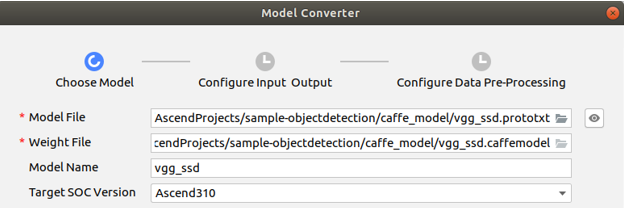 Model Converter
Choose Model
Configure Input Output
Configure Data Pre-Processing
* Model File
AscendProjects/sample-objectdetection/caffe_model/vgg_ssd.prototxt
* Weight File
cendProjects/sample-objectdetection/caffe_model/vgg_ssd.caffemodel
Model Name
vgg_ssd
Target SOC Version
Ascend310